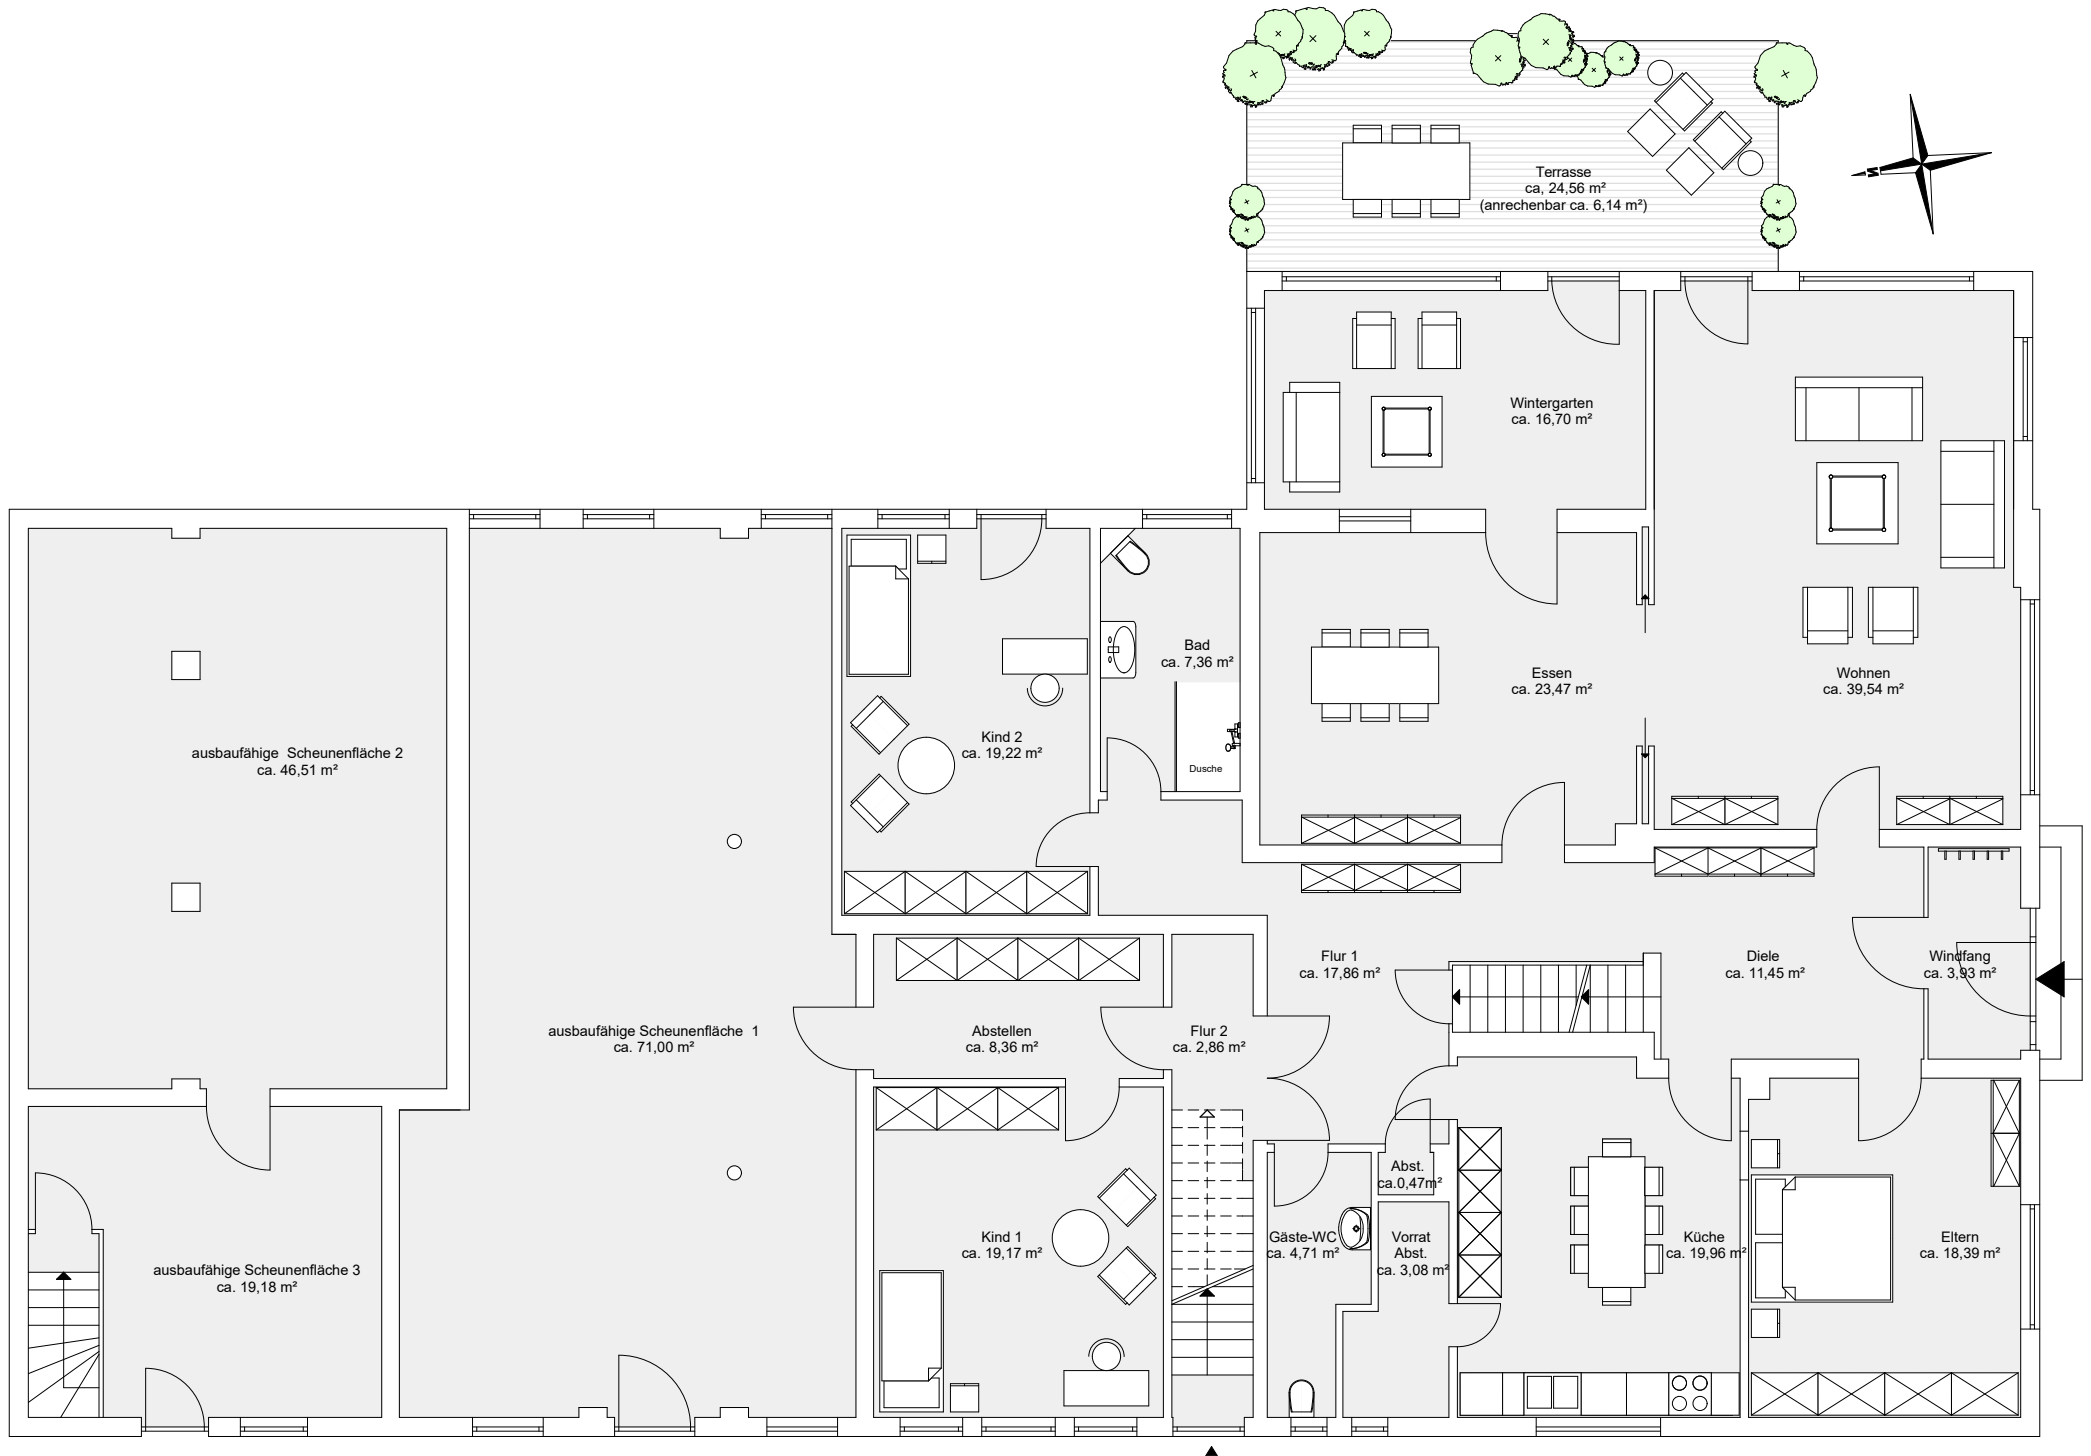 Terrasse
ca, 24,56 m²
(anrechenbar ca. 6,14 m²)
N
Wintergarten
ca. 16,70 m²
Bad
ca. 7,36 m²
Dusche
Essen
ca. 23,47 m²
Wohnen
ca. 39,54 m²
ausbaufähige Scheunenfläche 2
ca. 46,51 m²
Kind 2
ca. 19,22 m²
Flur 1
ca. 17,86 m²
Diele
ca. 11,45 m²
Windfang
ca. 3,93 m²
ausbaufähige Scheunenfläche 1
ca. 71,00 m²
Abstellen
ca. 8,36 m²
Flur 2
ca. 2,86 m²
Abst.
ca.0,47m²
ausbaufähige Scheunenfläche 3
ca. 19,18 m²
Kind 1
ca. 19,17 m²
Gäste-WC
ca. 4,71 m²
Vorrat
Abst.
ca. 3,08 m²
Küche
ca. 19,96 m²
Eltern
ca. 18,39 m²